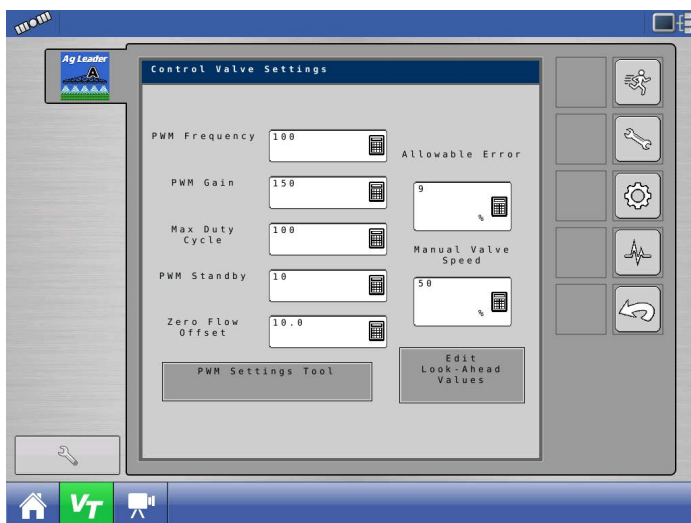 Ag Leader
Control Valve Settings
PWM Frequency
100
PWM Gain
150
Max Duty
Cycle
100
PWM Standby
10
Zero Flow
Offset
10.0
Allowable Error
9
%
Manual Valve
Speed
50
%
PWM Settings Tool
Edit
Look-Ahead
Values
VT